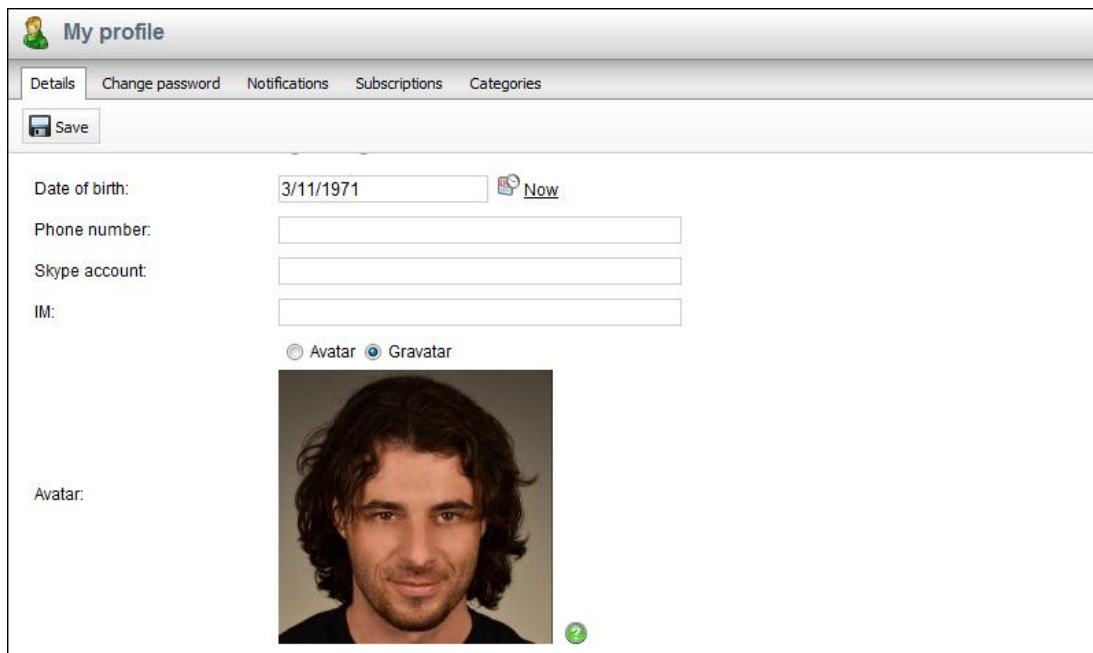 My profile
Details Change password Notifications Subscriptions Categories
Save
Date of birth: 3/11/1971 Now
Phone number:
Skype account:
IM:
Avatar Gravatar
Avatar: